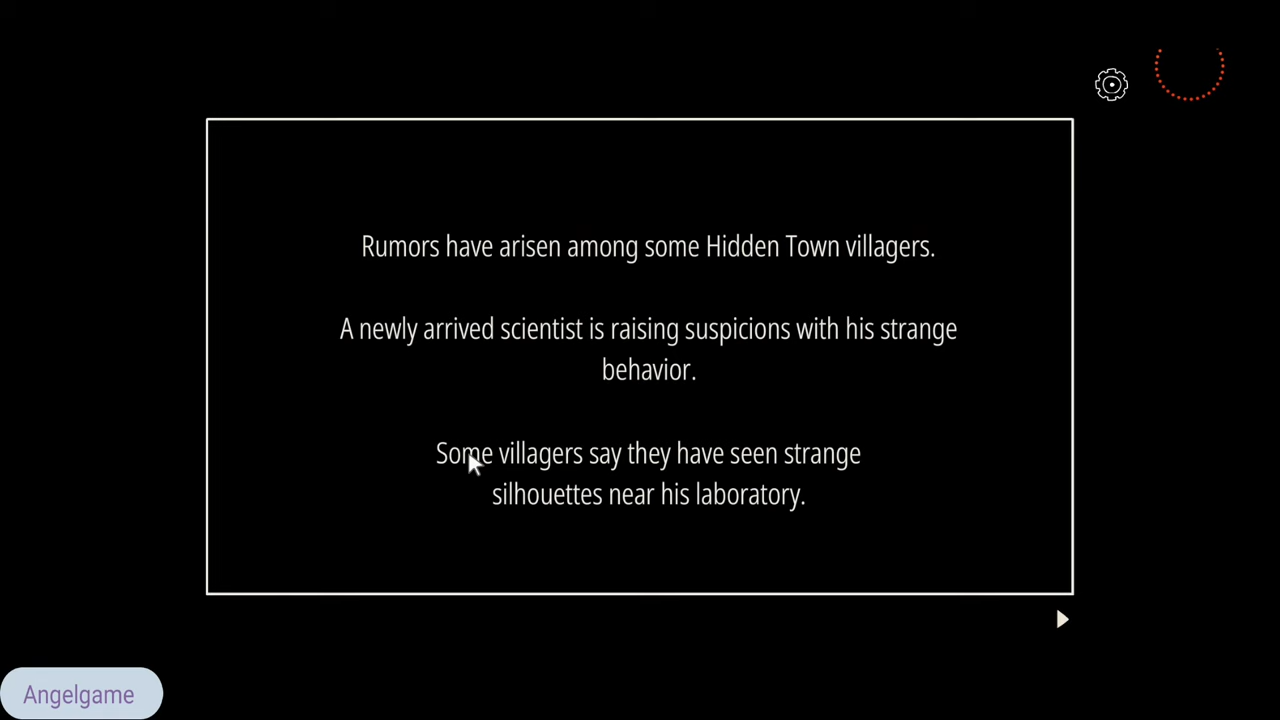 Rumors have arisen among some Hidden Town villagers.
A newly arrived scientist is raising suspicions with his strange
behavior.
Some villagers say they have seen strange
silhouettes near his laboratory.
Angelgame